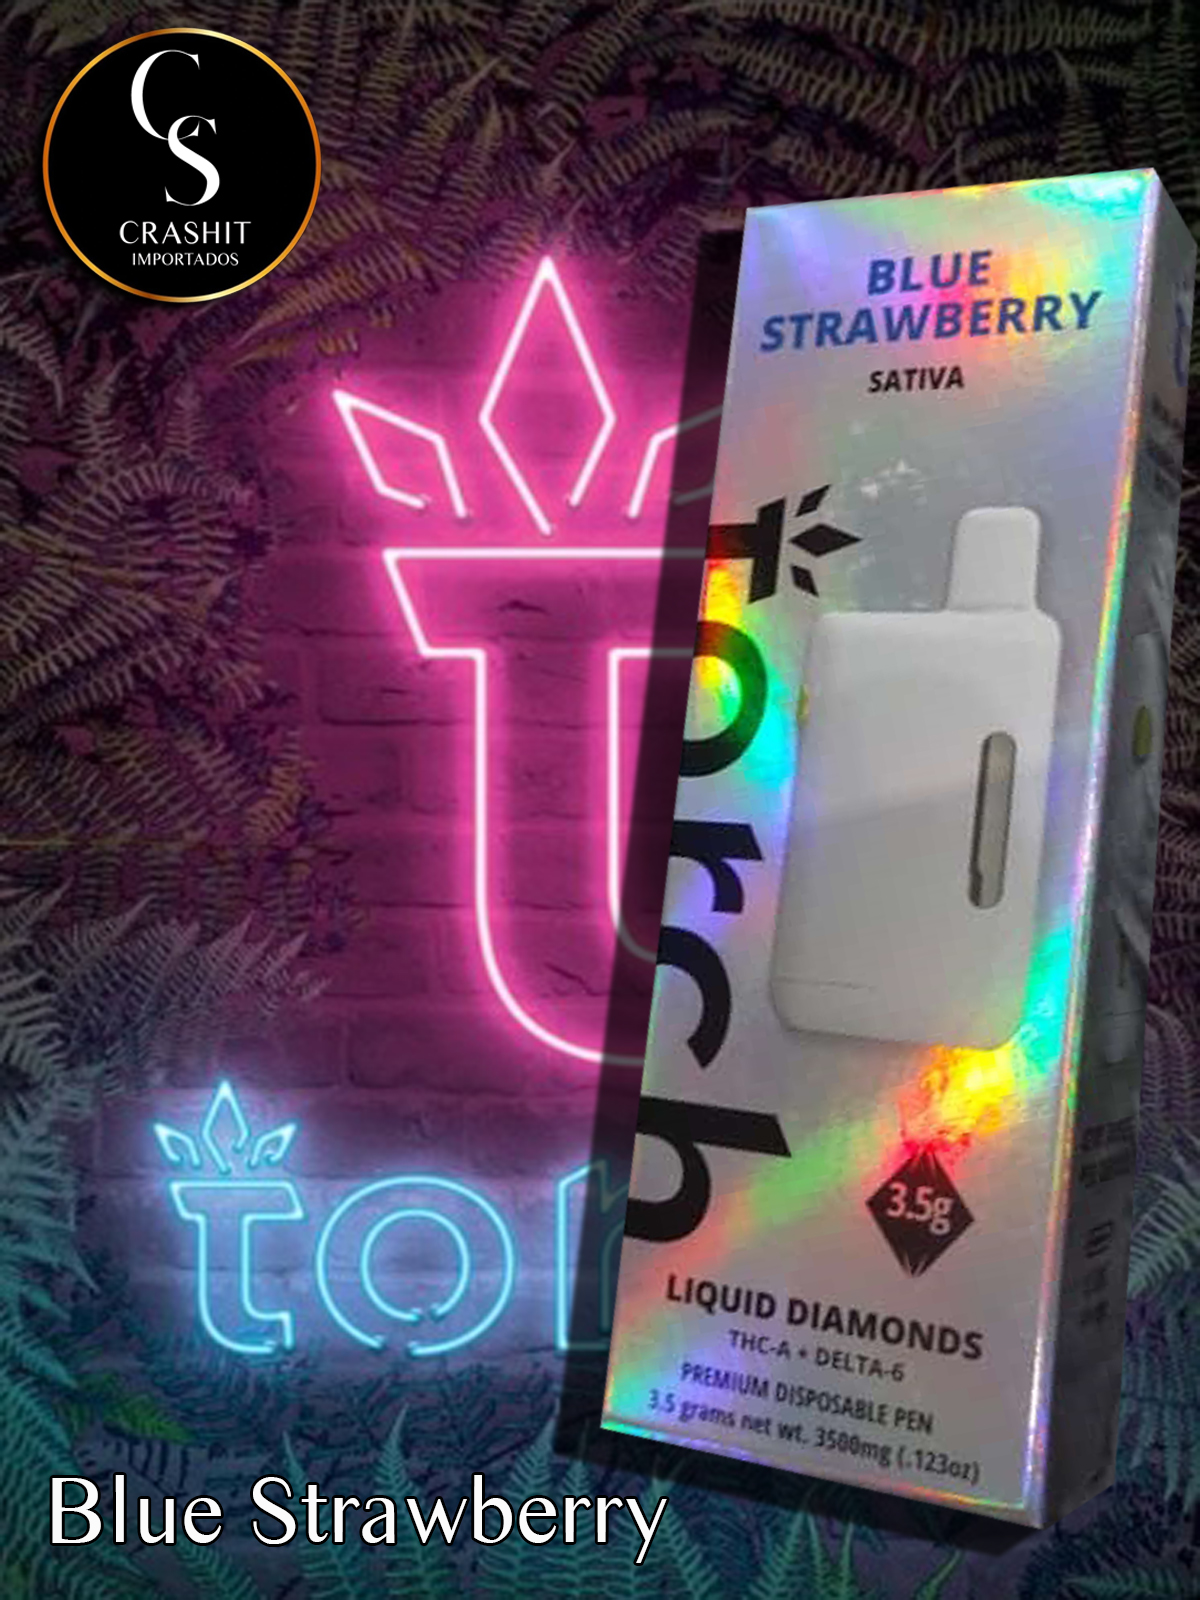 CS
CRASHIT
IMPORTADOS
BLUE
STRAWBERRY
SATIVA
torch
3.5g
LIQUID DIAMONDS
THC-A + DELTA-6
PREMIUM DISPOSABLE PEN
3.5 grams net wt. 3500mg (.123oz)
t
tor
Blue Strawberry